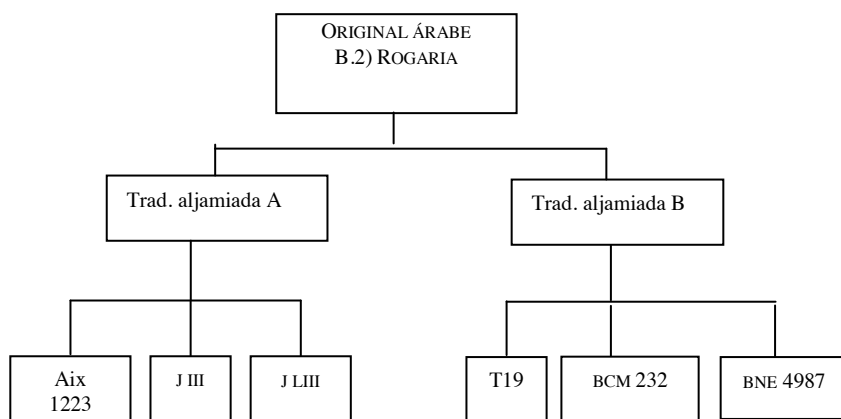 ORIGINAL ÁRABE
B.2) ROGARIA
Trad. aljamiada A
Trad. aljamiada B
Aix
1223
J III
J LIII
T19
BCM 232
BNE 4987